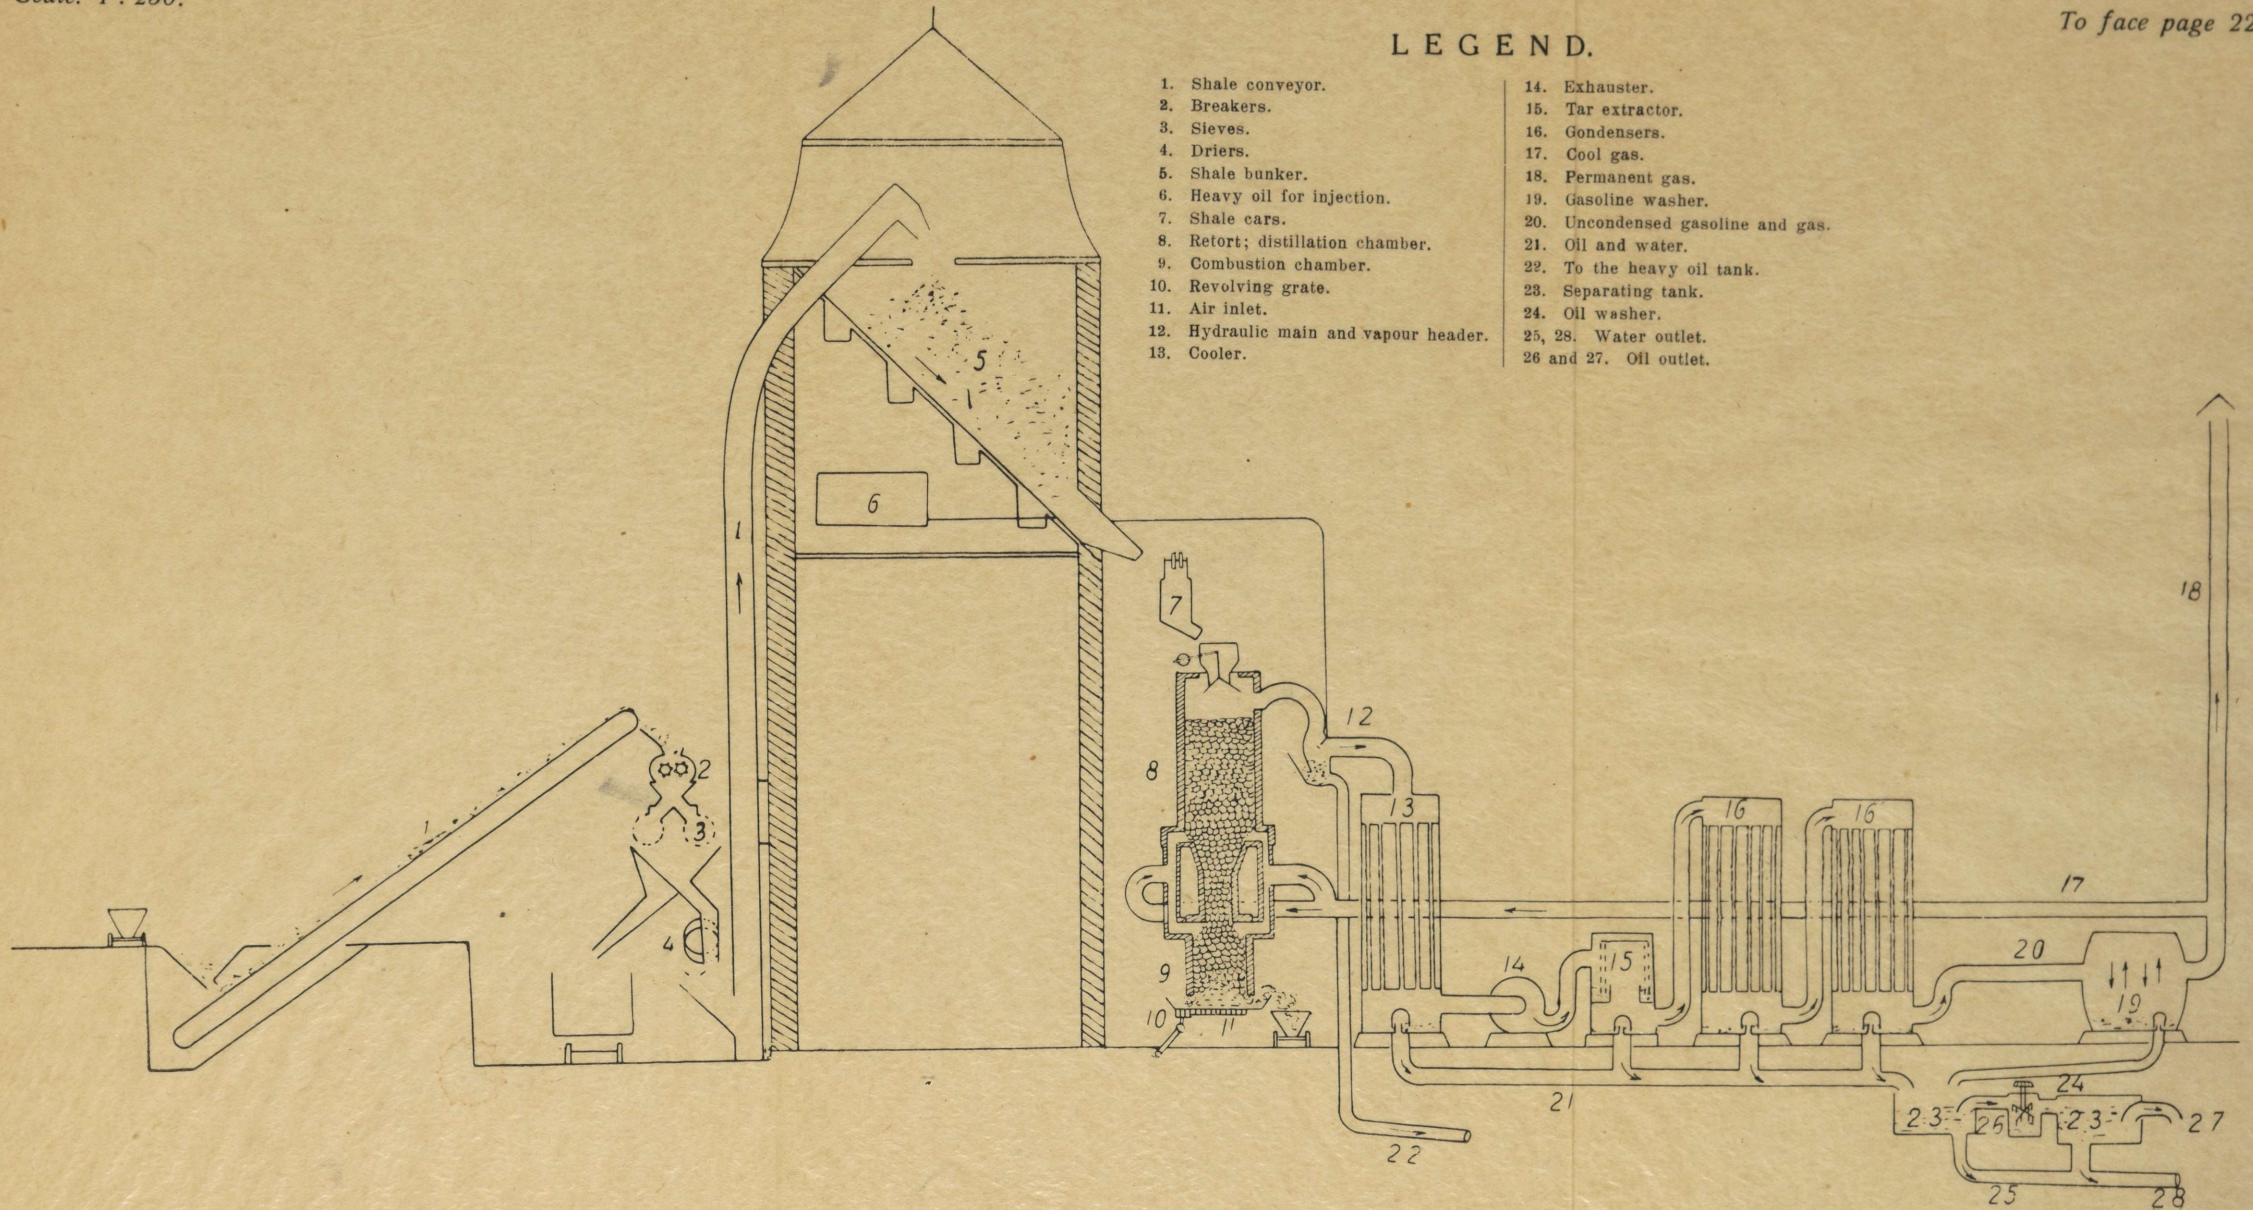 To face page 22
LEGEND.
1. Shale conveyor.
2. Breakers.
3. Sieves.
4. Driers.
5. Shale bunker.
6. Heavy oil for injection.
7. Shale cars.
8. Retort; distillation chamber.
9. Combustion chamber.
10. Revolving grate.
11. Air inlet.
12. Hydraulic main and vapour header.
13. Cooler.
14. Exhauster.
15. Tar extractor.
16. Gondensers.
17. Cool gas.
18. Permanent gas.
19. Gasoline washer.
20. Uncondensed gasoline and gas.
21. Oil and water.
22. To the heavy oil tank.
23. Separating tank.
24. Oil washer.
25, 28. Water outlet.
26 and 27. Oil outlet.
5
1
6
1
7
18
12
2
8
13
16
16
1
3
17
4
20
14
15
9
19
10
11
24
21
23
26
23
27
22
25
28